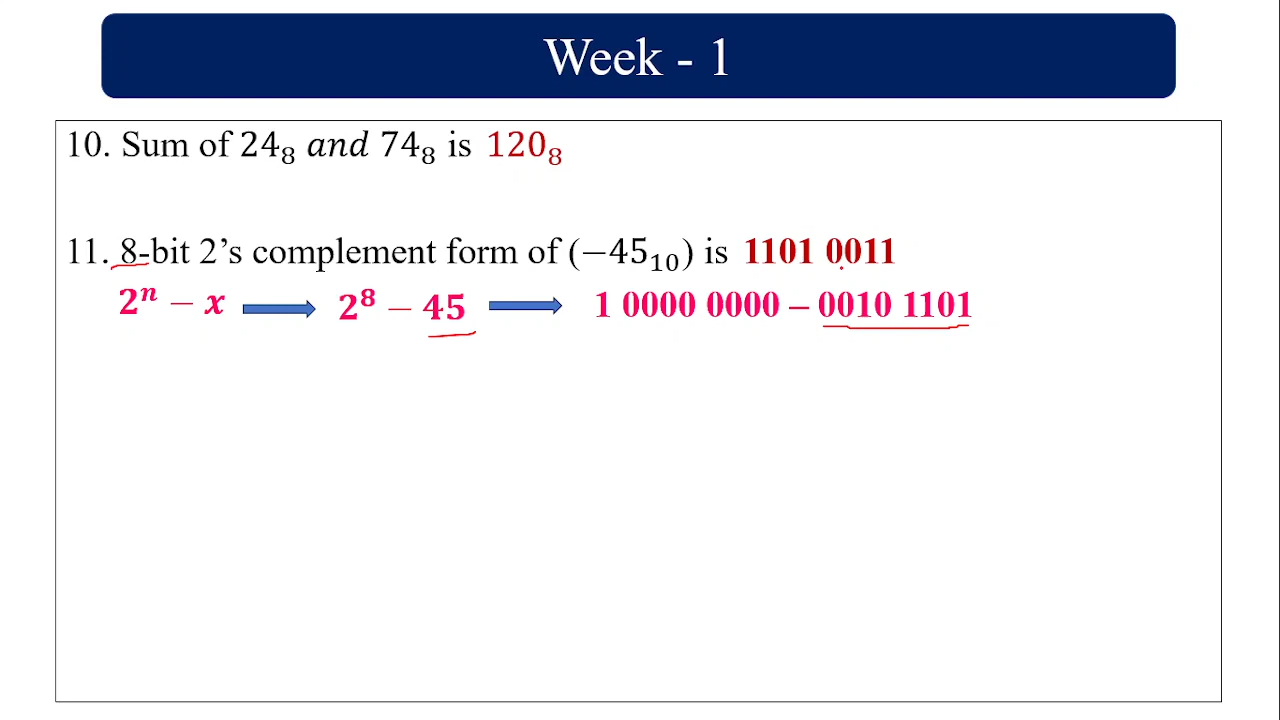 Week - 1
10. Sum of 24₈ and 74₈ is 120₈
11. 8-bit 2’s complement form of (−45₁₀) is 1101 0011
2ⁿ − x 2⁸ − 45 1 0000 0000 – 0010 1101